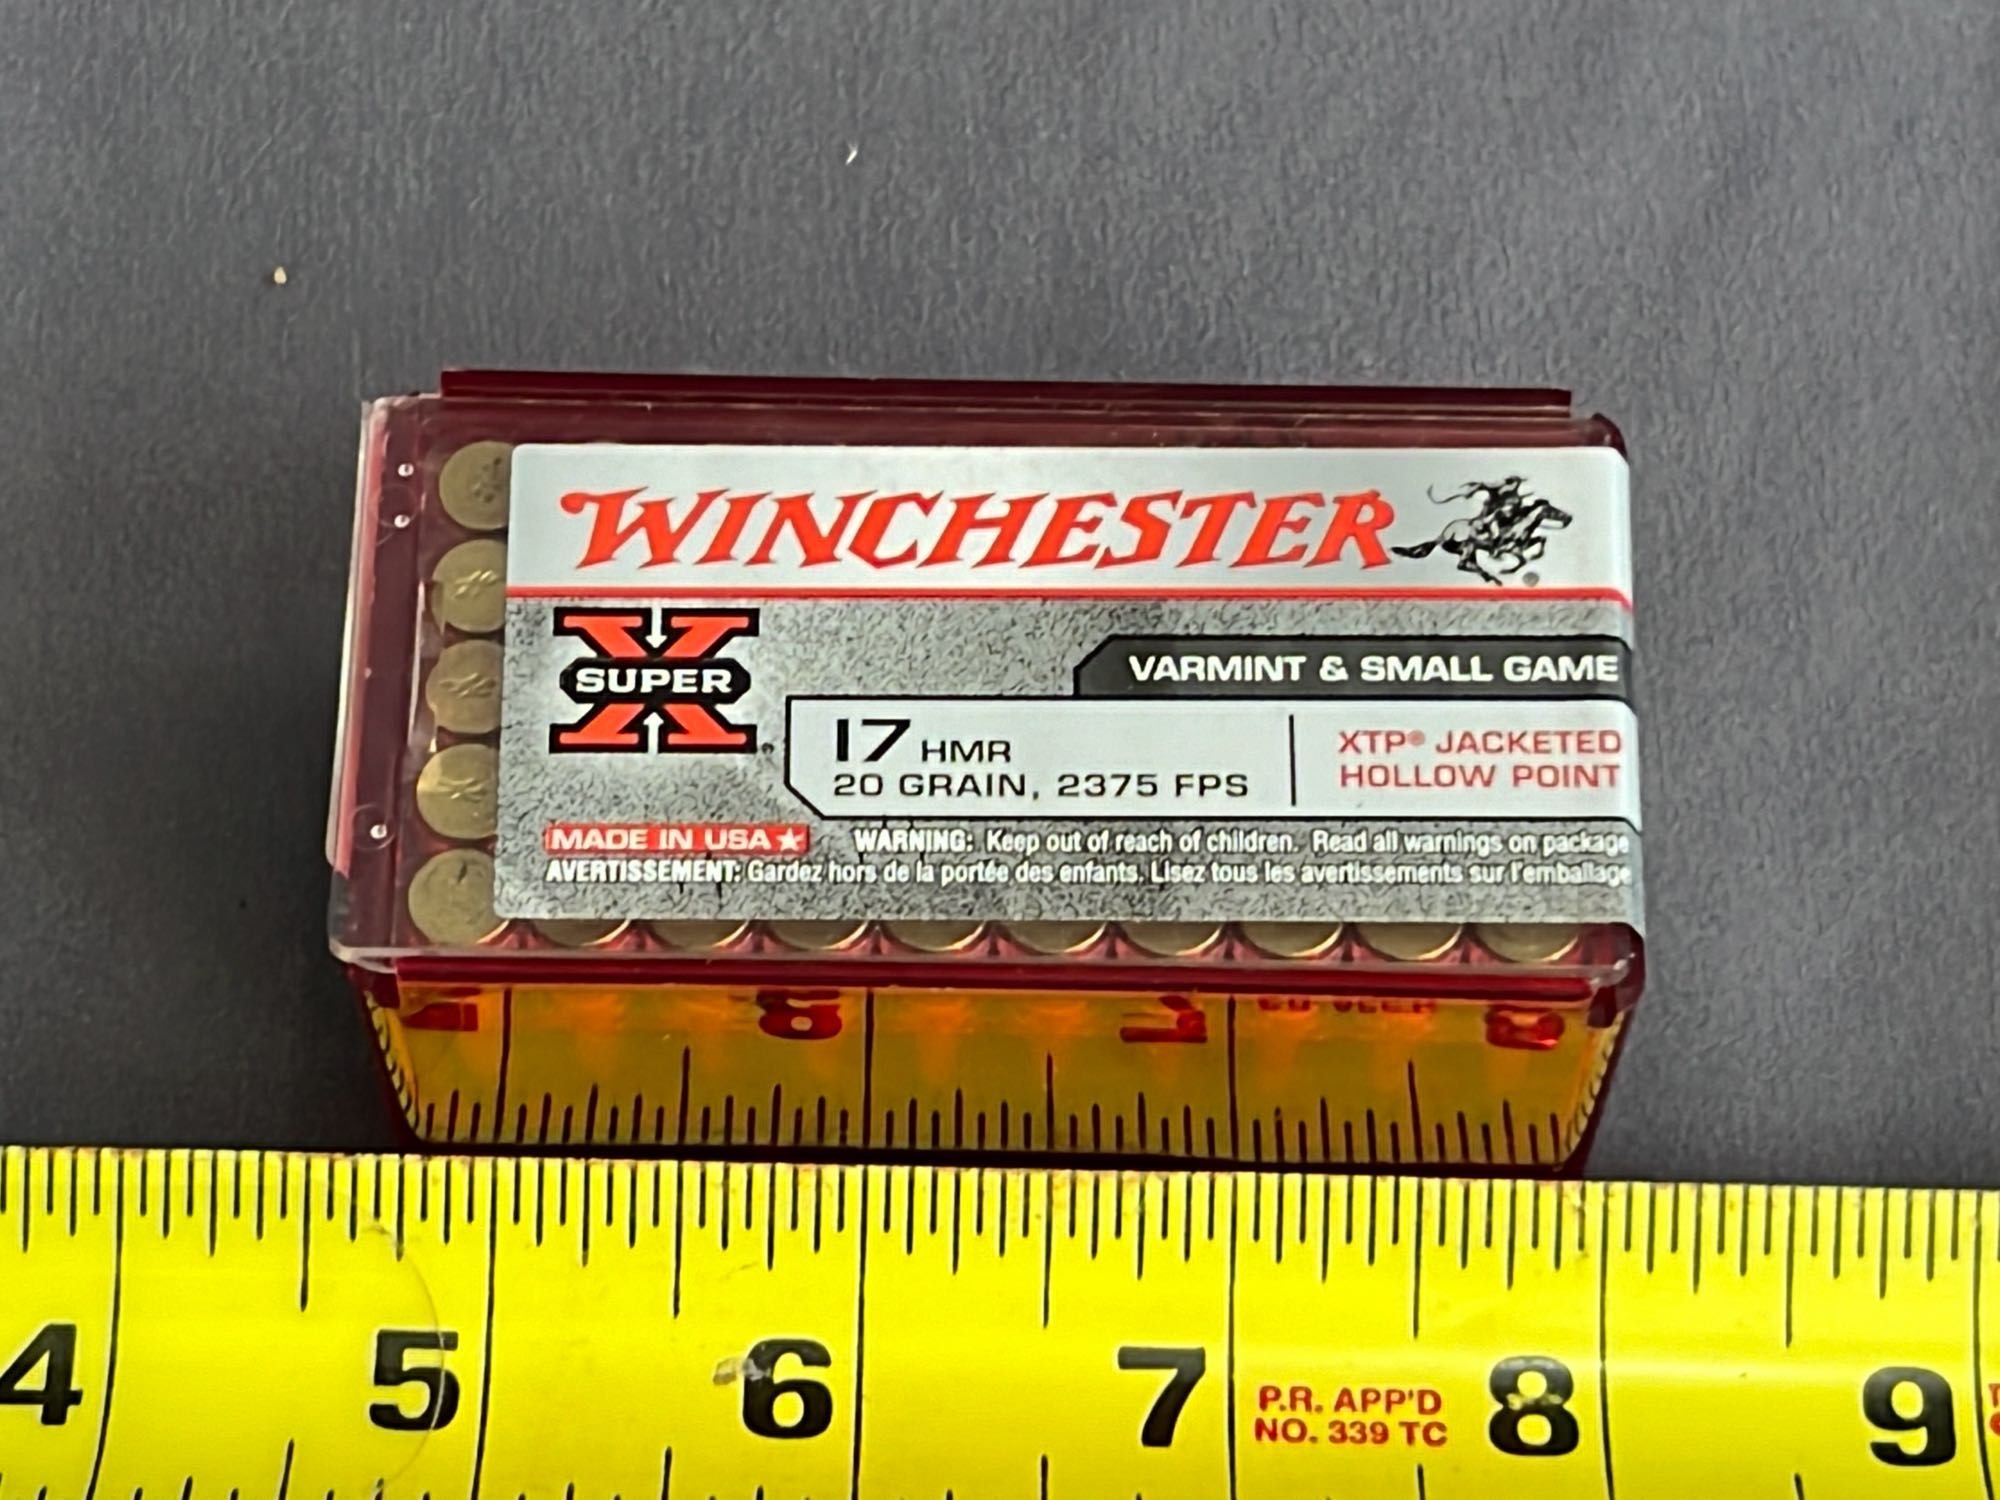 WINCHESTER
SUPER X
VARMINT & SMALL GAME
17 HMR
20 GRAIN, 2375 FPS
XTP® JACKETED
HOLLOW POINT
MADE IN USA ★
WARNING: Keep out of reach of children. Read all warnings on package
AVERTISSEMENT: Gardez hors de la portée des enfants. Lisez tous les avertissements sur l'emballage
4 5 6 7 8 9
P.R. APP'D
NO. 339 TC